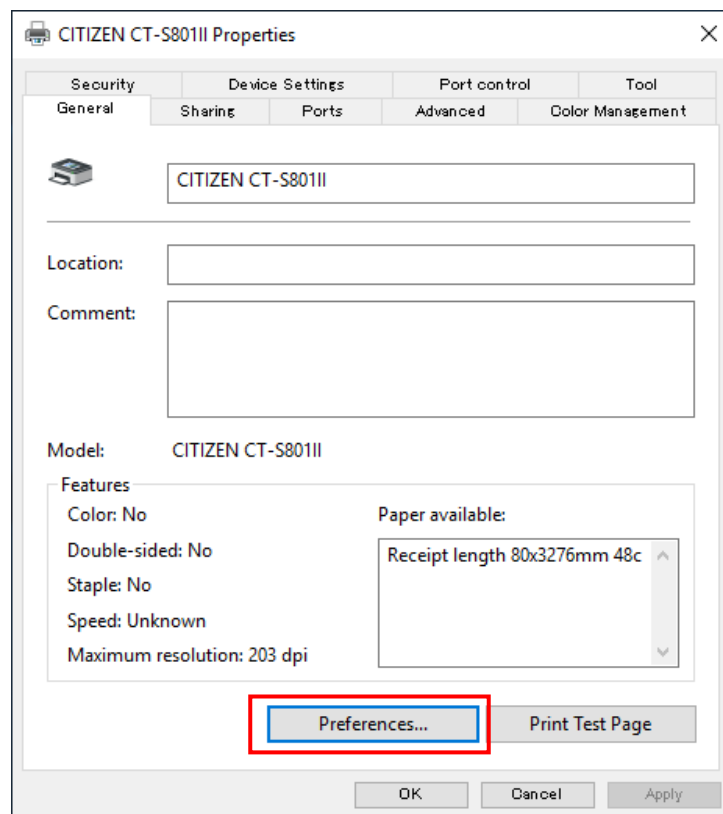 CITIZEN CT-S801II Properties
Security Device Settings Port control Tool
General Sharing Ports Advanced Color Management
CITIZEN CT-S801II
Location:
Comment:
Model: CITIZEN CT-S801II
Features
Color: No
Paper available:
Double-sided: No
Receipt length 80x3276mm 48c
Staple: No
Speed: Unknown
Maximum resolution: 203 dpi
Preferences... Print Test Page
OK Cancel Apply